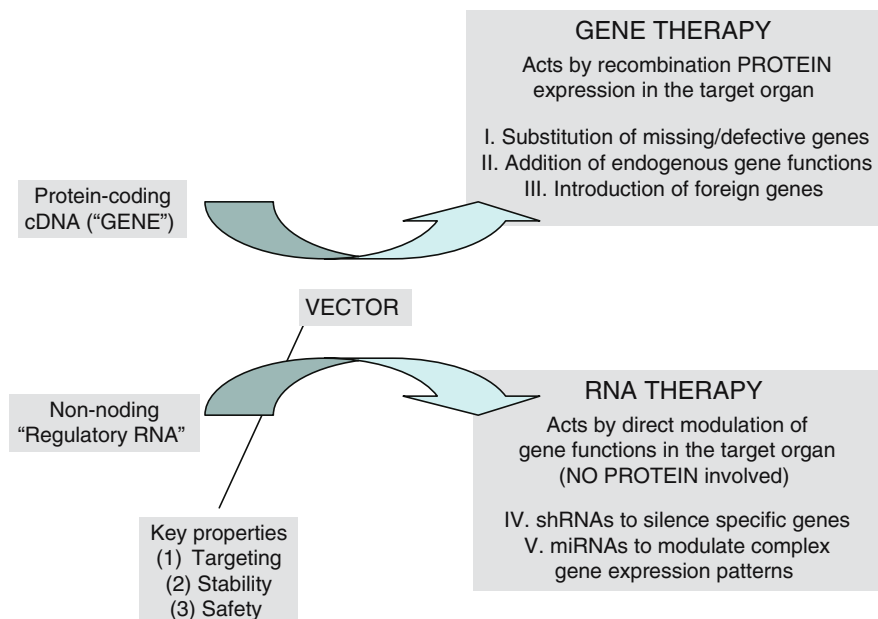 GENE THERAPY
Acts by recombination PROTEIN
expression in the target organ
I. Substitution of missing/defective genes
II. Addition of endogenous gene functions
III. Introduction of foreign genes
Protein-coding
cDNA (“GENE”)
VECTOR
Non-noding
“Regulatory RNA”
RNA THERAPY
Acts by direct modulation of
gene functions in the target organ
(NO PROTEIN involved)
IV. shRNAs to silence specific genes
V. miRNAs to modulate complex
gene expression patterns
Key properties
(1) Targeting
(2) Stability
(3) Safety